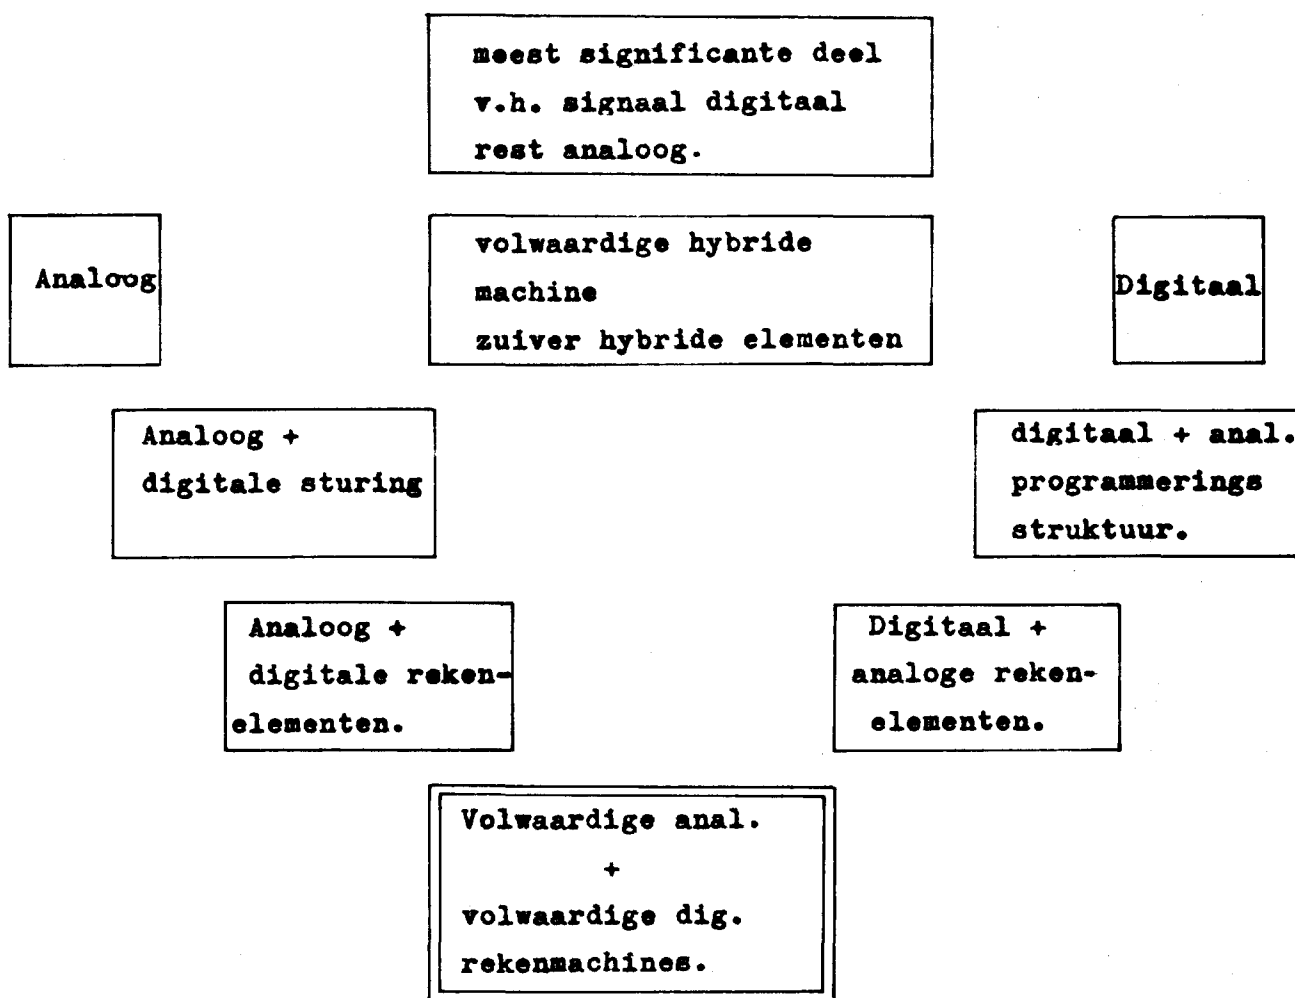 meest significante deel
v.h. signaal digitaal
rest analoog.
Analoog
volwaardige hybride
machine
zuiver hybride elementen
Digitaal
Analoog +
digitale sturing
digitaal + anal.
programmerings
struktuur.
Analoog +
digitale reken-
elementen.
Digitaal +
analoge reken-
elementen.
Volwaardige anal.
+
volwaardige dig.
rekenmachines.